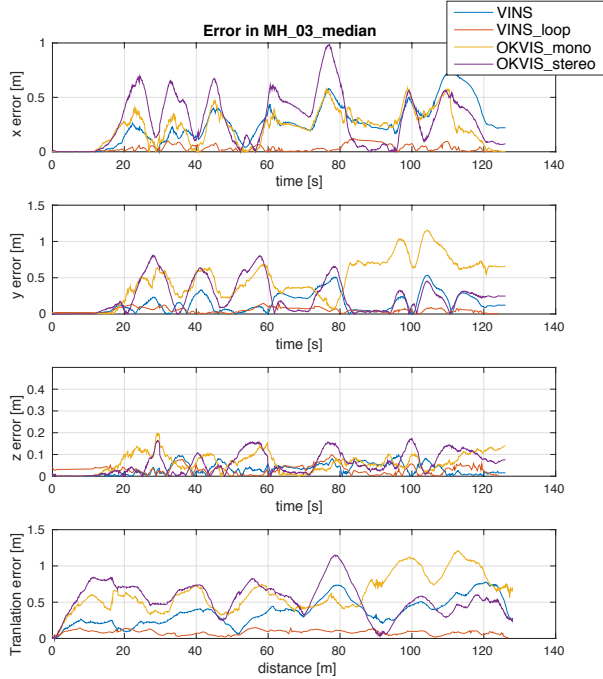 Error in MH_03_median
VINS
VINS_loop
OKVIS_mono
OKVIS_stereo
x error [m]
1
0.5
0
0 20 40 60 80 100 120 140
time [s]
y error [m]
1.5
1
0.5
0
0 20 40 60 80 100 120 140
time [s]
z error [m]
0.4
0.3
0.2
0.1
0
0 20 40 60 80 100 120 140
time [s]
Tranlation error [m]
1.5
1
0.5
0
0 20 40 60 80 100 120 140
distance [m]